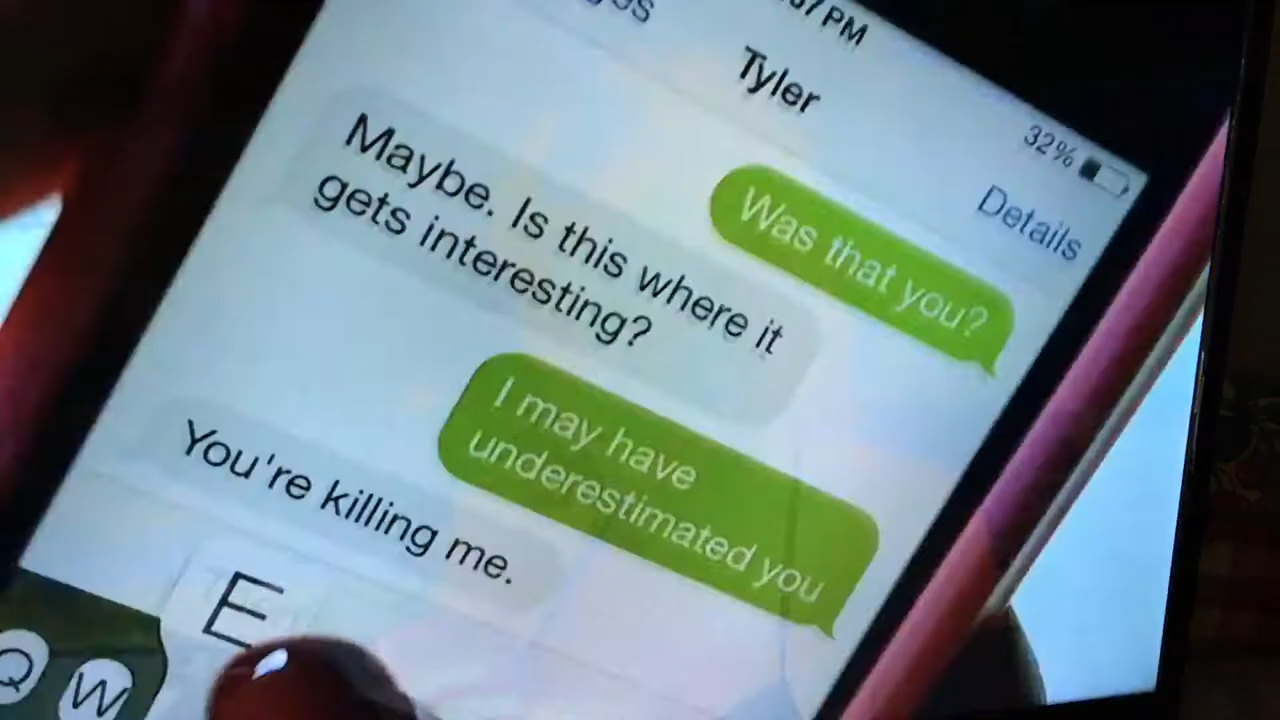 PM
Tyler
32%
Details
Was that you?
Maybe. Is this where it
gets interesting?
I may have
underestimated you
You're killing me.
E
Q W